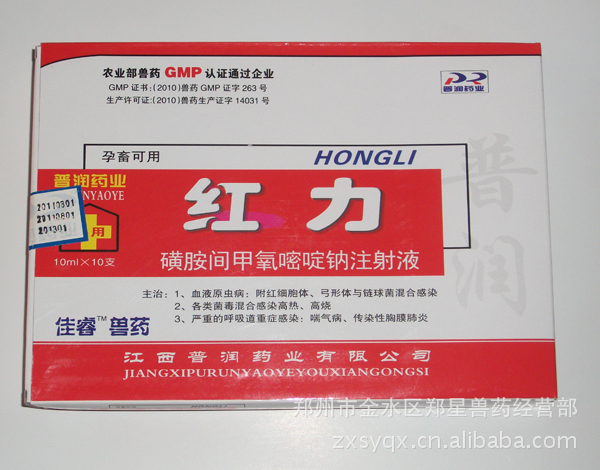 农业部兽药GMP认证通过企业
GMP 证书:(2010)兽药 GMP 证字 263 号
生产许可证:(2010)兽药生产证字 14031 号
PR
普润药业
孕畜可用
HONGLI
普润
普润药业
UNYAOYE
20110301
20110801
201301
用
10ml×10支
红力
磺胺间甲氧嘧啶钠注射液
主治: 1、血液原虫病: 附红细胞体、弓形体与链球菌混合感染
2、各类菌毒混合感染高热、高烧
3、严重的呼吸道重症感染: 喘气病、传染性胸膜肺炎
佳睿™兽药
江西普润药业有限公司
JIANGXIPURUNYAOYEYOUXIANGONGSI
郑州市金水区郑星兽药经营部
zxsyqx.cn.alibaba.com